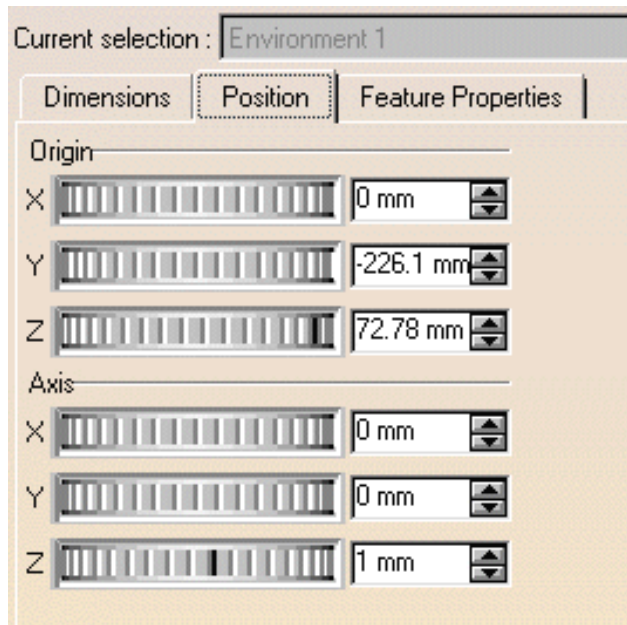 Current selection : Environment 1
Dimensions Position Feature Properties
Origin
X 0 mm
Y -226.1 mm
Z 72.78 mm
Axis
X 0 mm
Y 0 mm
Z 1 mm